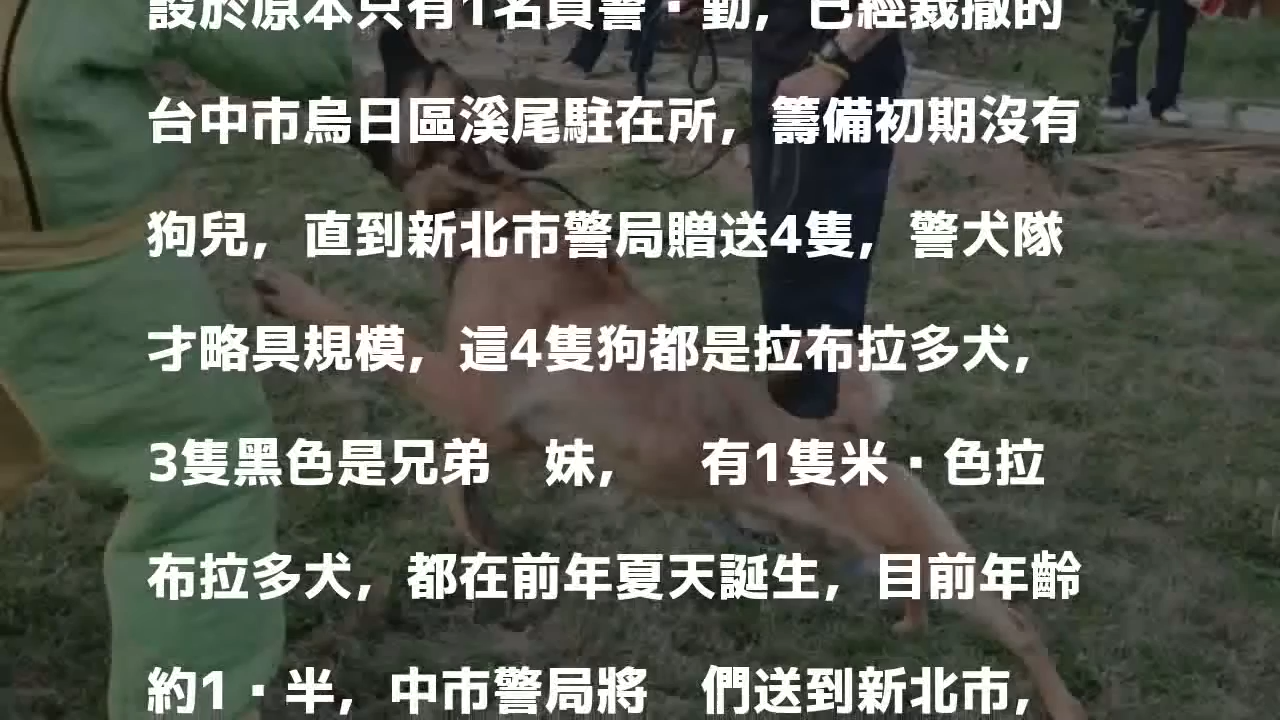 設於原本只有1名員警·勤，已經裁撤的
台中市烏日區溪尾駐在所，籌備初期沒有
狗兒，直到新北市警局贈送4隻，警犬隊
才略具規模，這4隻狗都是拉布拉多犬，
3隻黑色是兄弟　妹，　有1隻米·色拉
布拉多犬，都在前年夏天誕生，目前年齡
約1·半，中市警局將　們送到新北市，